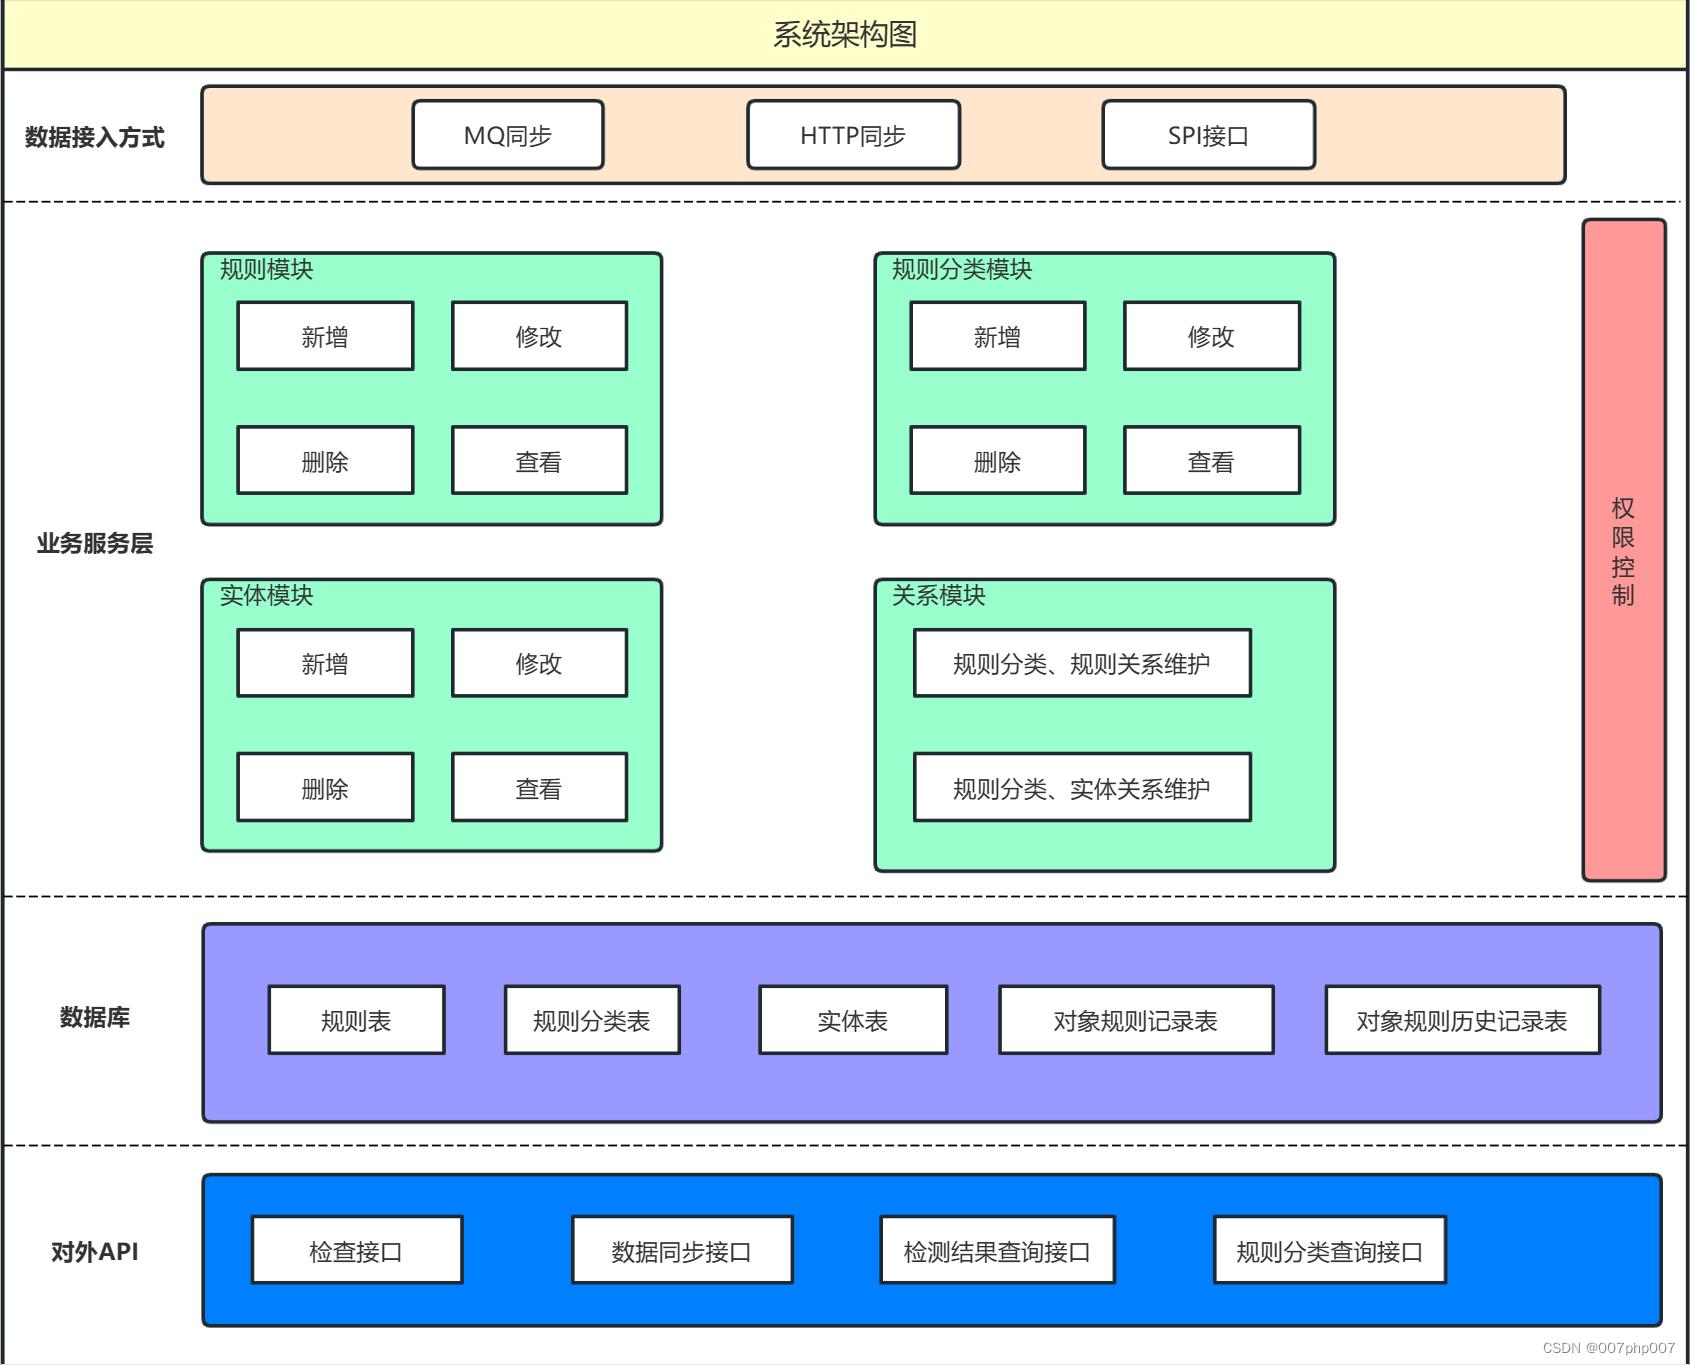 系统架构图
数据接入方式
MQ同步
HTTP同步
SPI接口
业务服务层
规则模块
新增
修改
删除
查看
规则分类模块
新增
修改
删除
查看
实体模块
新增
修改
删除
查看
关系模块
规则分类、规则关系维护
规则分类、实体关系维护
权
限
控
制
数据库
规则表
规则分类表
实体表
对象规则记录表
对象规则历史记录表
对外API
检查接口
数据同步接口
检测结果查询接口
规则分类查询接口
CSDN @007php007